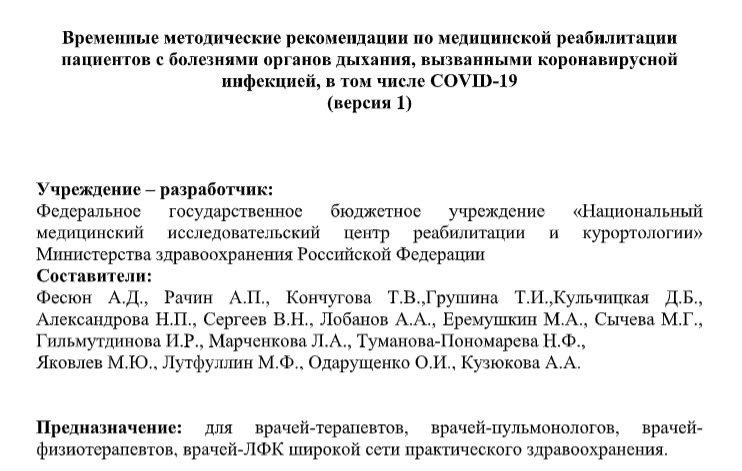 Временные методические рекомендации по медицинской реабилитации
пациентов с болезнями органов дыхания, вызванными коронавирусной
инфекцией, в том числе COVID-19
(версия 1)
Учреждение – разработчик:
Федеральное государственное бюджетное учреждение «Национальный
медицинский исследовательский центр реабилитации и курортологии»
Министерства здравоохранения Российской Федерации
Составители:
Фесюн А.Д., Рачин А.П., Кончугова Т.В.,Грушина Т.И.,Кульчицкая Д.Б.,
Александрова Н.П., Сергеев В.Н., Лобанов А.А., Еремушкин М.А., Сычева М.Г.,
Гильмутдинова И.Р., Марченкова Л.А., Туманова-Пономарева Н.Ф.,
Яковлев М.Ю., Лутфуллин М.Ф., Одарущенко О.И., Кузюкова А.А.
Предназначение: для врачей-терапевтов, врачей-пульмонологов, врачей-
физиотерапевтов, врачей-ЛФК широкой сети практического здравоохранения.